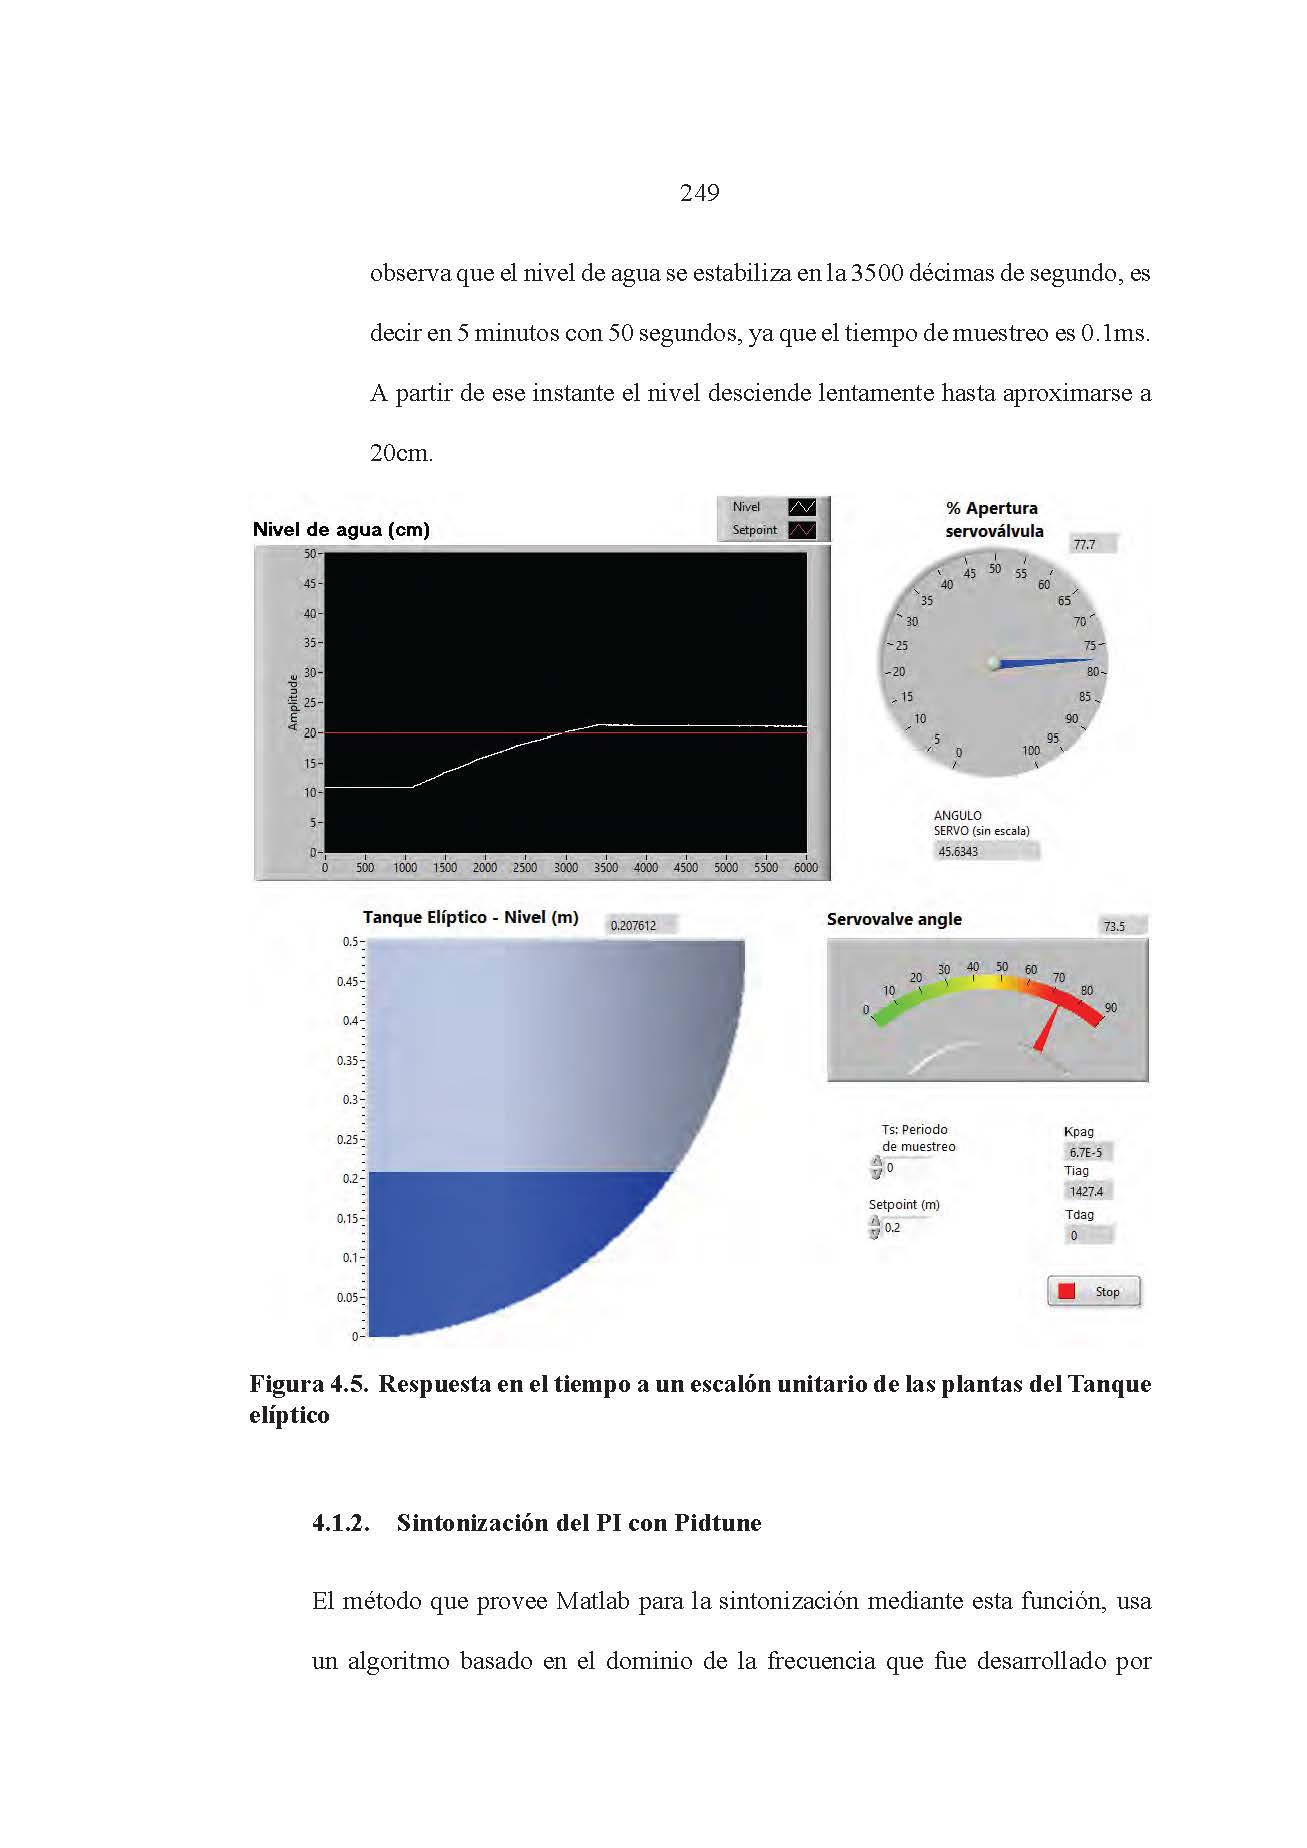 249
observa que el nivel de agua se estabiliza en la 3500 décimas de segundo, es
decir en 5 minutos con 50 segundos, ya que el tiempo de muestreo es 0.1ms.
A partir de ese instante el nivel desciende lentamente hasta aproximarse a
20cm.
Nivel de agua (cm)
Nivel
Setpoint
Amplitude
50
45
40
35
30
25
20
15
10
5
0
0 500 1000 1500 2000 2500 3000 3500 4000 4500 5000 5500 6000
% Apertura
servoválvula
77.7
0 5 10 15 20 25 30 35 40 45 50 55 60 65 70 75 80 85 90 95 100
ANGULO
SERVO (sin escala)
45.6343
Tanque Elíptico - Nivel (m)
0.207612
0.5
0.45
0.4
0.35
0.3
0.25
0.2
0.15
0.1
0.05
0
Servovalve angle
73.5
0 10 20 30 40 50 60 70 80 90
Ts: Periodo
de muestreo
0
Setpoint (m)
0.2
Kpag
6.7E-5
Tiag
1427.4
Tdag
0
Stop
Figura 4.5. Respuesta en el tiempo a un escalón unitario de las plantas del Tanque
elíptico
4.1.2. Sintonización del PI con Pidtune
El método que provee Matlab para la sintonización mediante esta función, usa
un algoritmo basado en el dominio de la frecuencia que fue desarrollado por